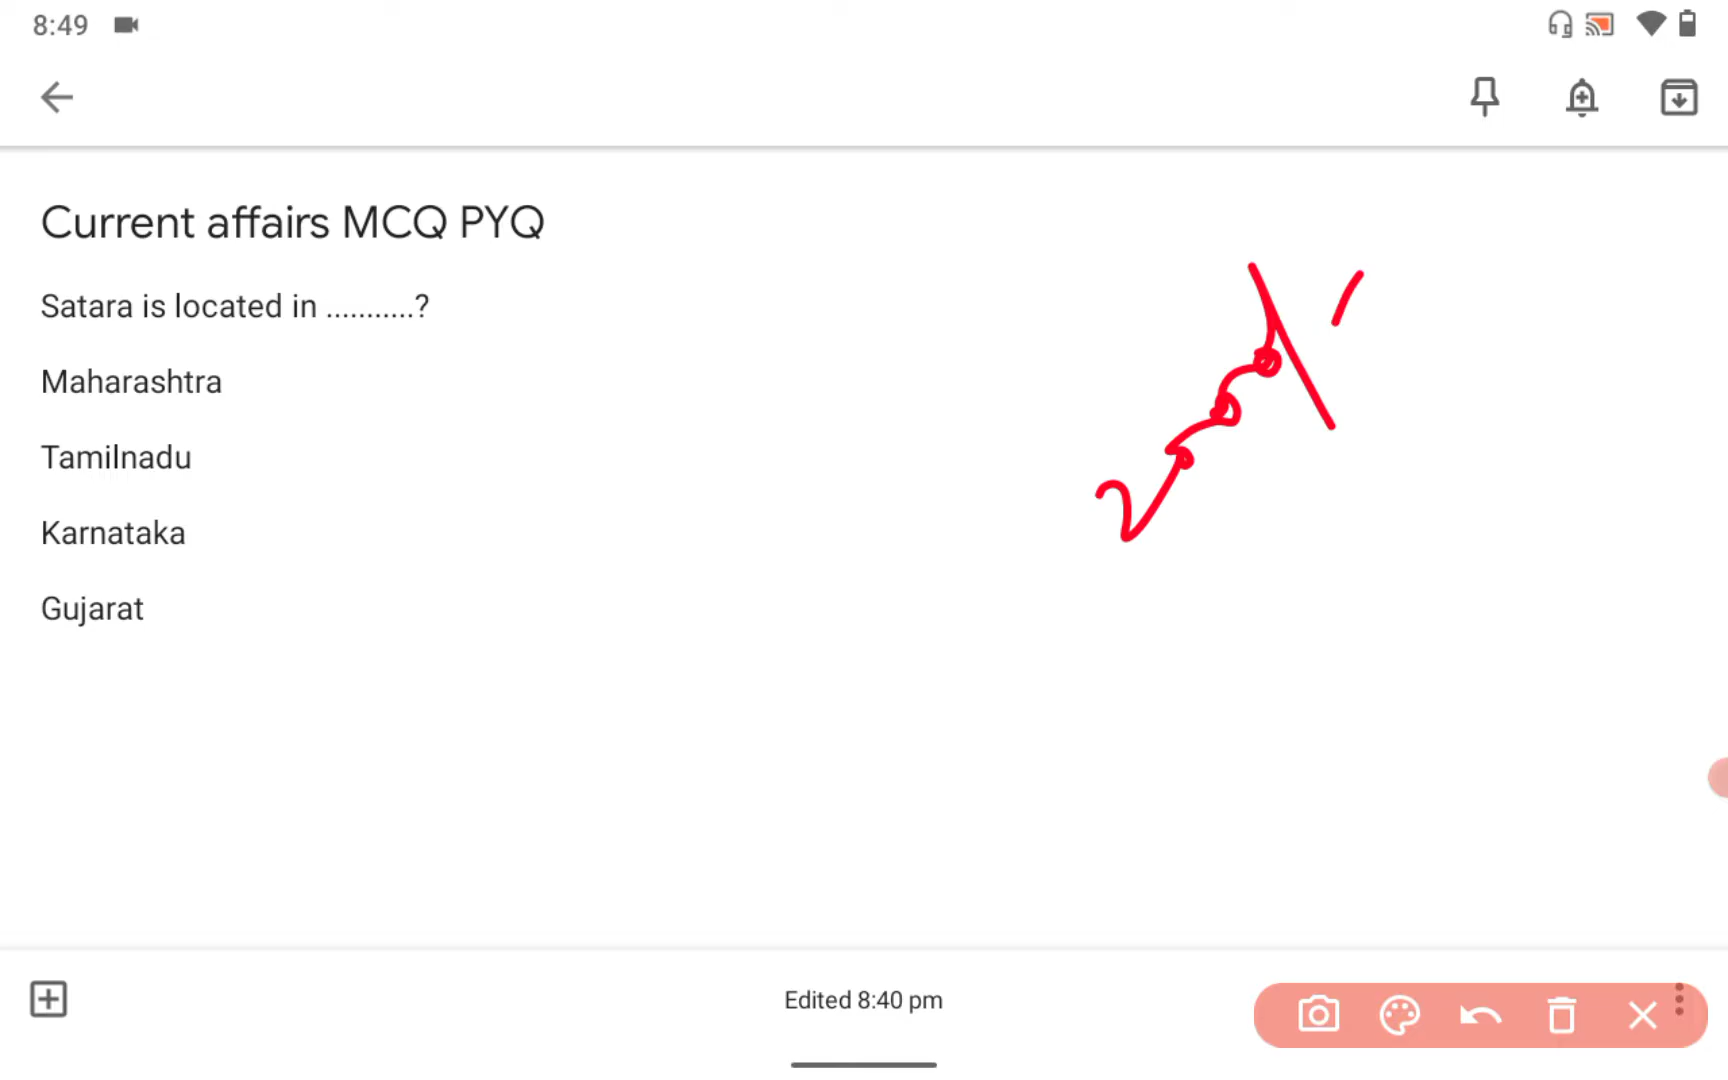 8:49
Current affairs MCQ PYQ
Satara is located in ...........?
Maharashtra
Tamilnadu
Karnataka
Gujarat
Edited 8:40 pm